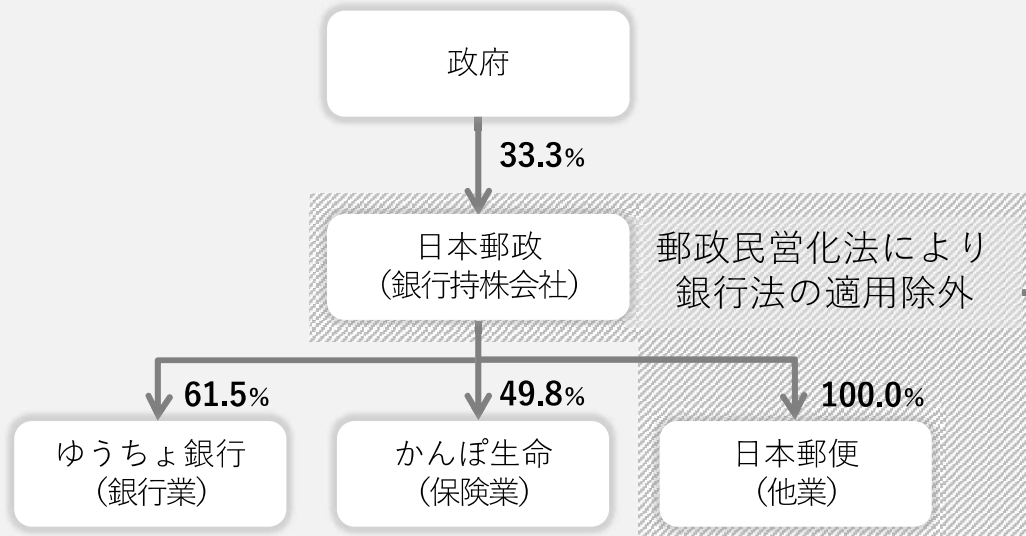 政府
33.3%
日本郵政
（銀行持株会社）
郵政民営化法により
銀行法の適用除外
61.5%
49.8%
100.0%
ゆうちょ銀行
（銀行業）
かんぽ生命
（保険業）
日本郵便
（他業）